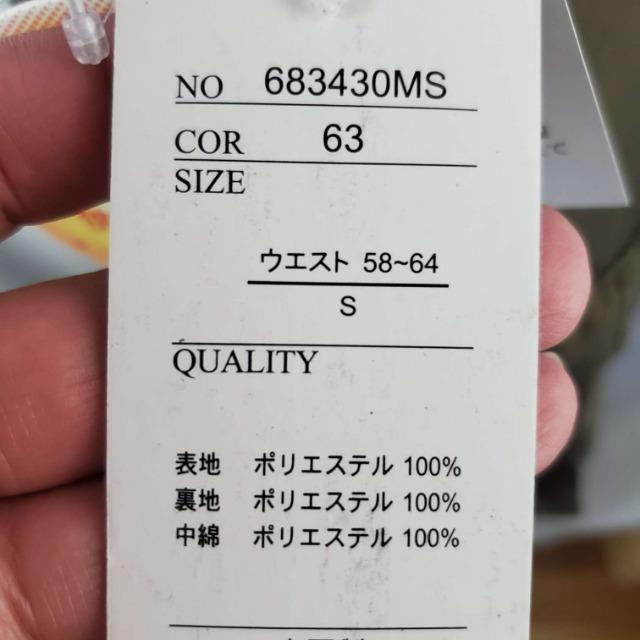 NO 683430MS
COR 63
SIZE
ウエスト 58~64
S
QUALITY
表地 ポリエステル 100%
裏地 ポリエステル 100%
中綿 ポリエステル 100%